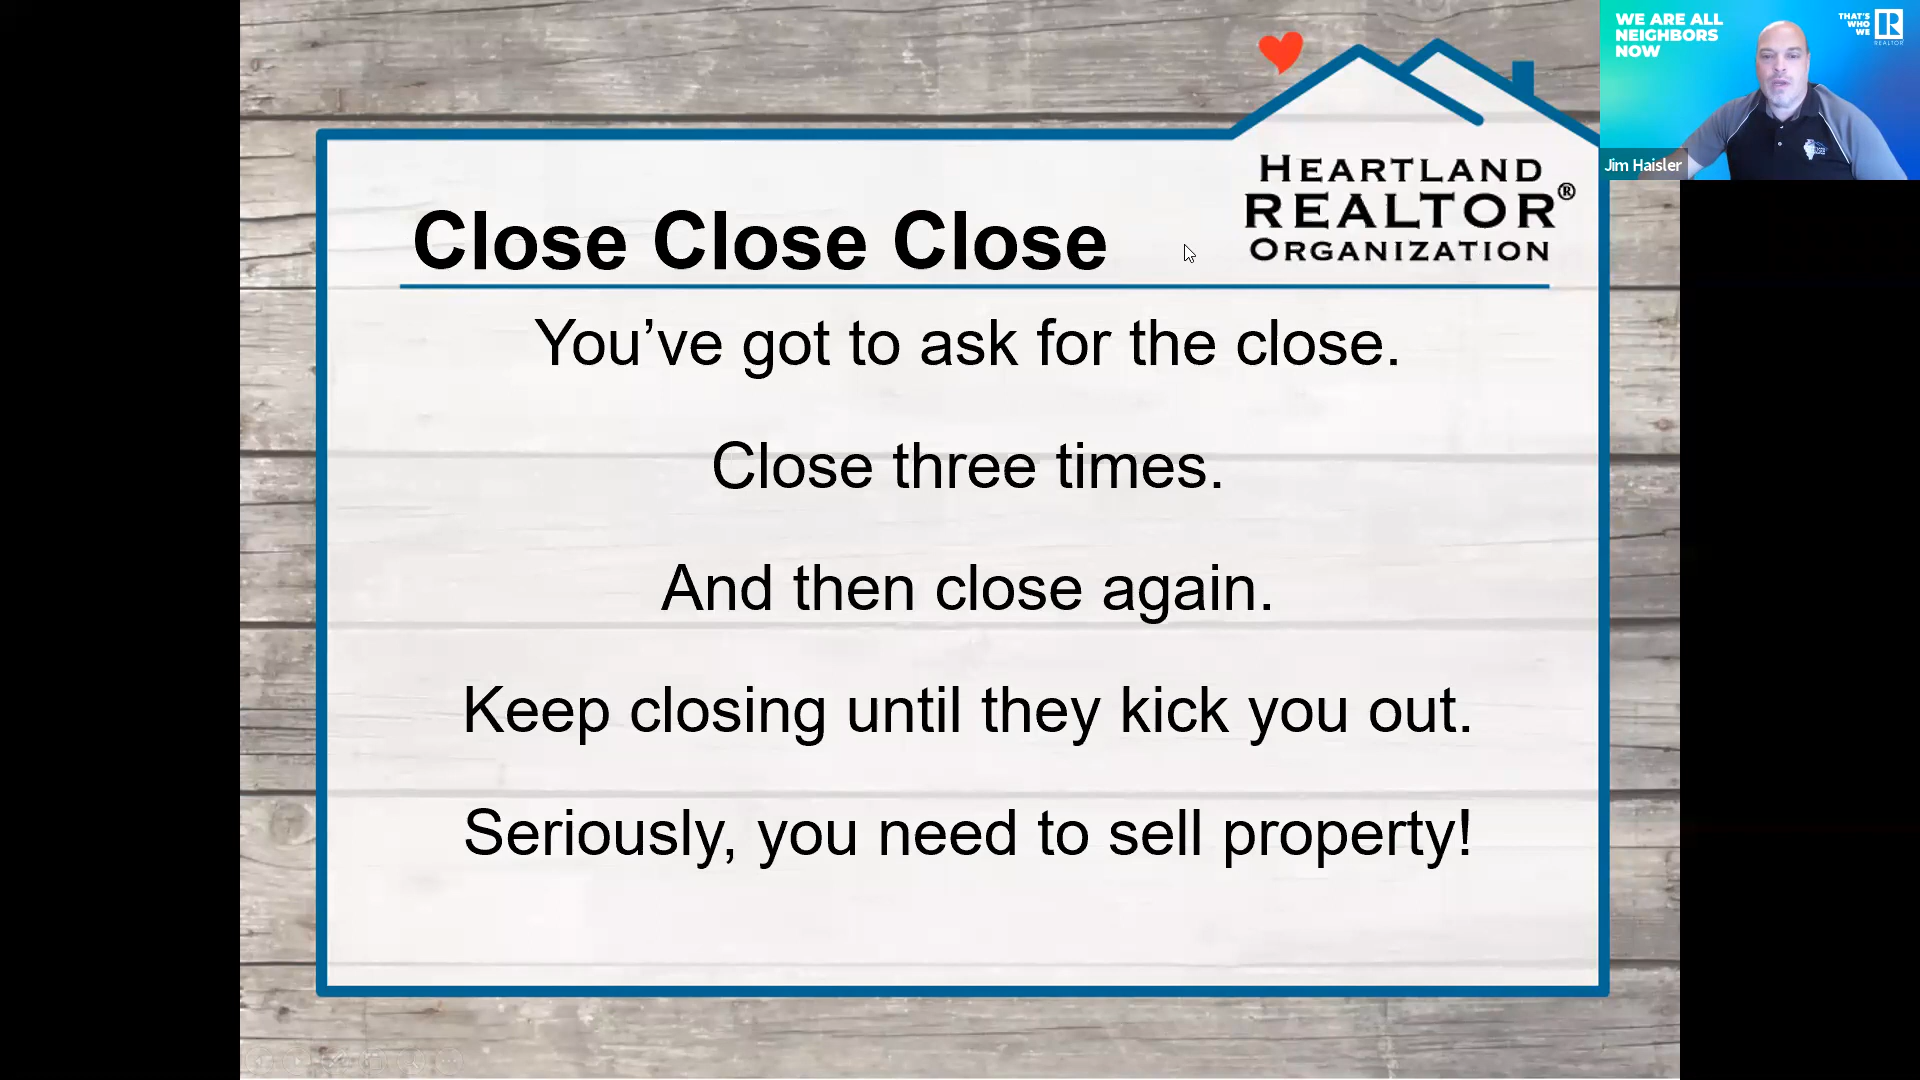 WE ARE ALL
NEIGHBORS
NOW
THAT'S
WHO
WE
R
REALTOR
Jim Haisler
HEARTLAND
REALTOR®
ORGANIZATION
Close Close Close
You’ve got to ask for the close.
Close three times.
And then close again.
Keep closing until they kick you out.
Seriously, you need to sell property!